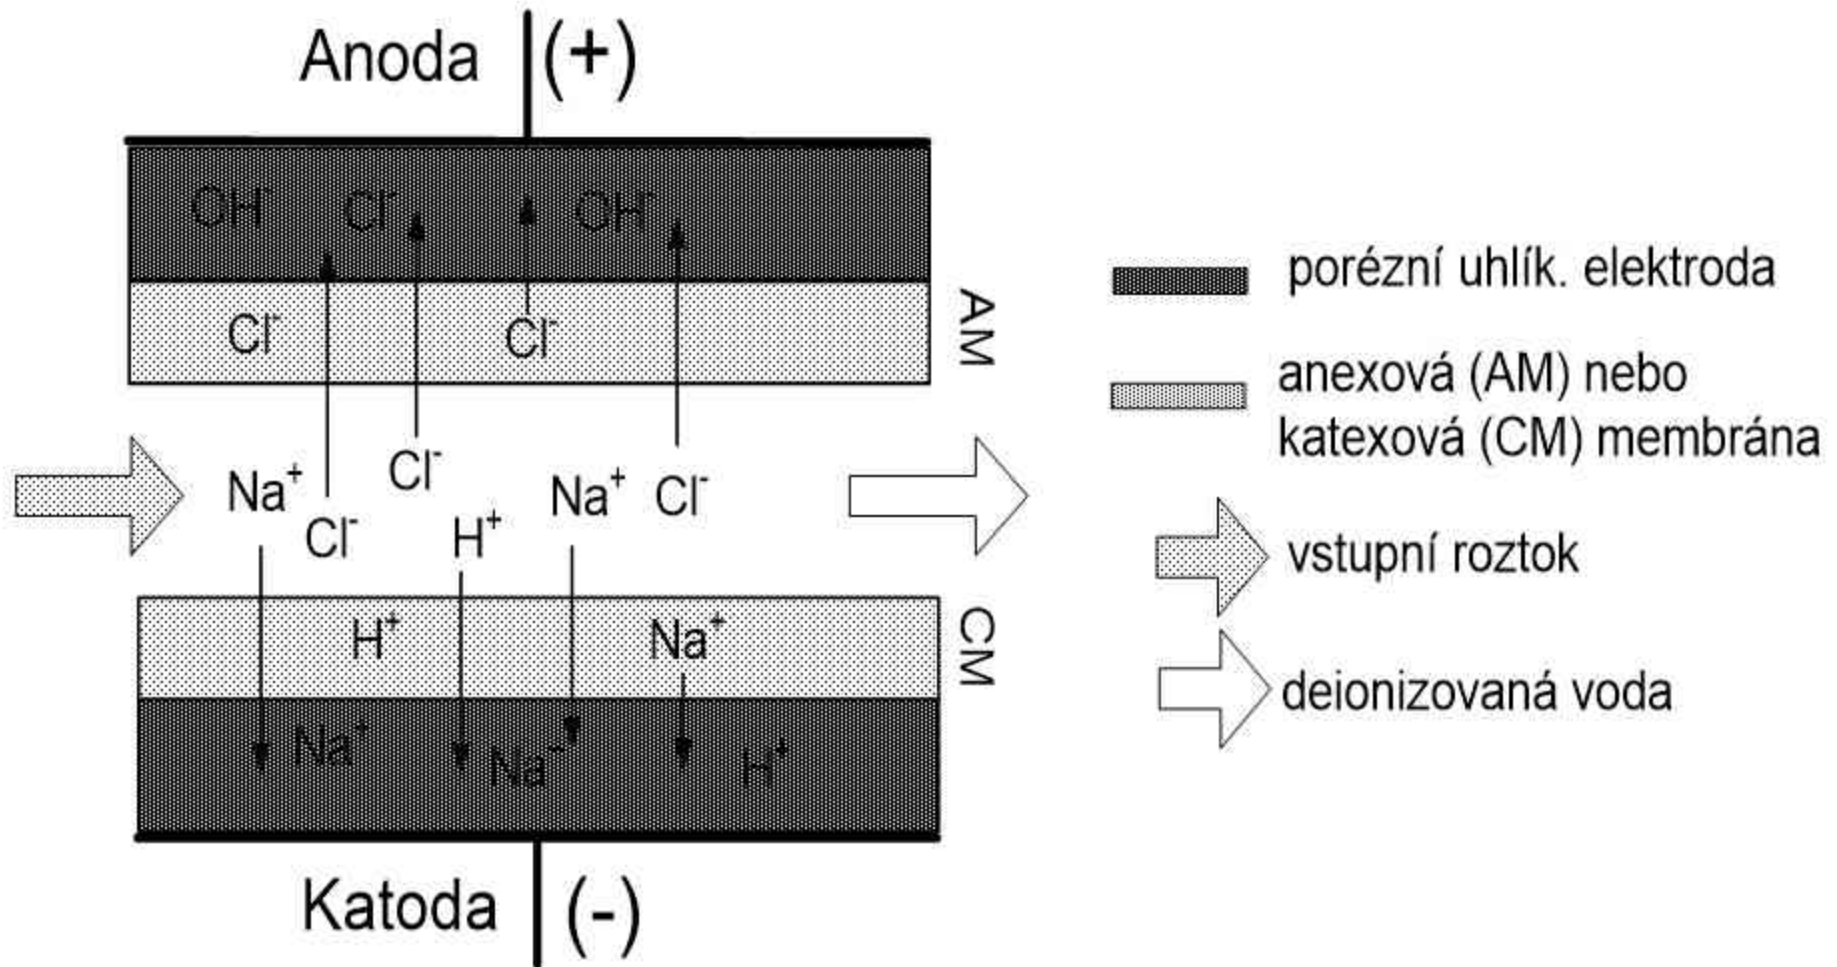 Anoda (+)
OH⁻ Cl⁻ OH⁻
Cl⁻ Cl⁻
AM
Na⁺ Cl⁻ Cl⁻ H⁺ Na⁺ Cl⁻
H⁺ Na⁺
CM
Na⁺ Na⁺ H⁺
Katoda (-)
porézní uhlík. elektroda
anexová (AM) nebo
katexová (CM) membrána
vstupní roztok
deionizovaná voda